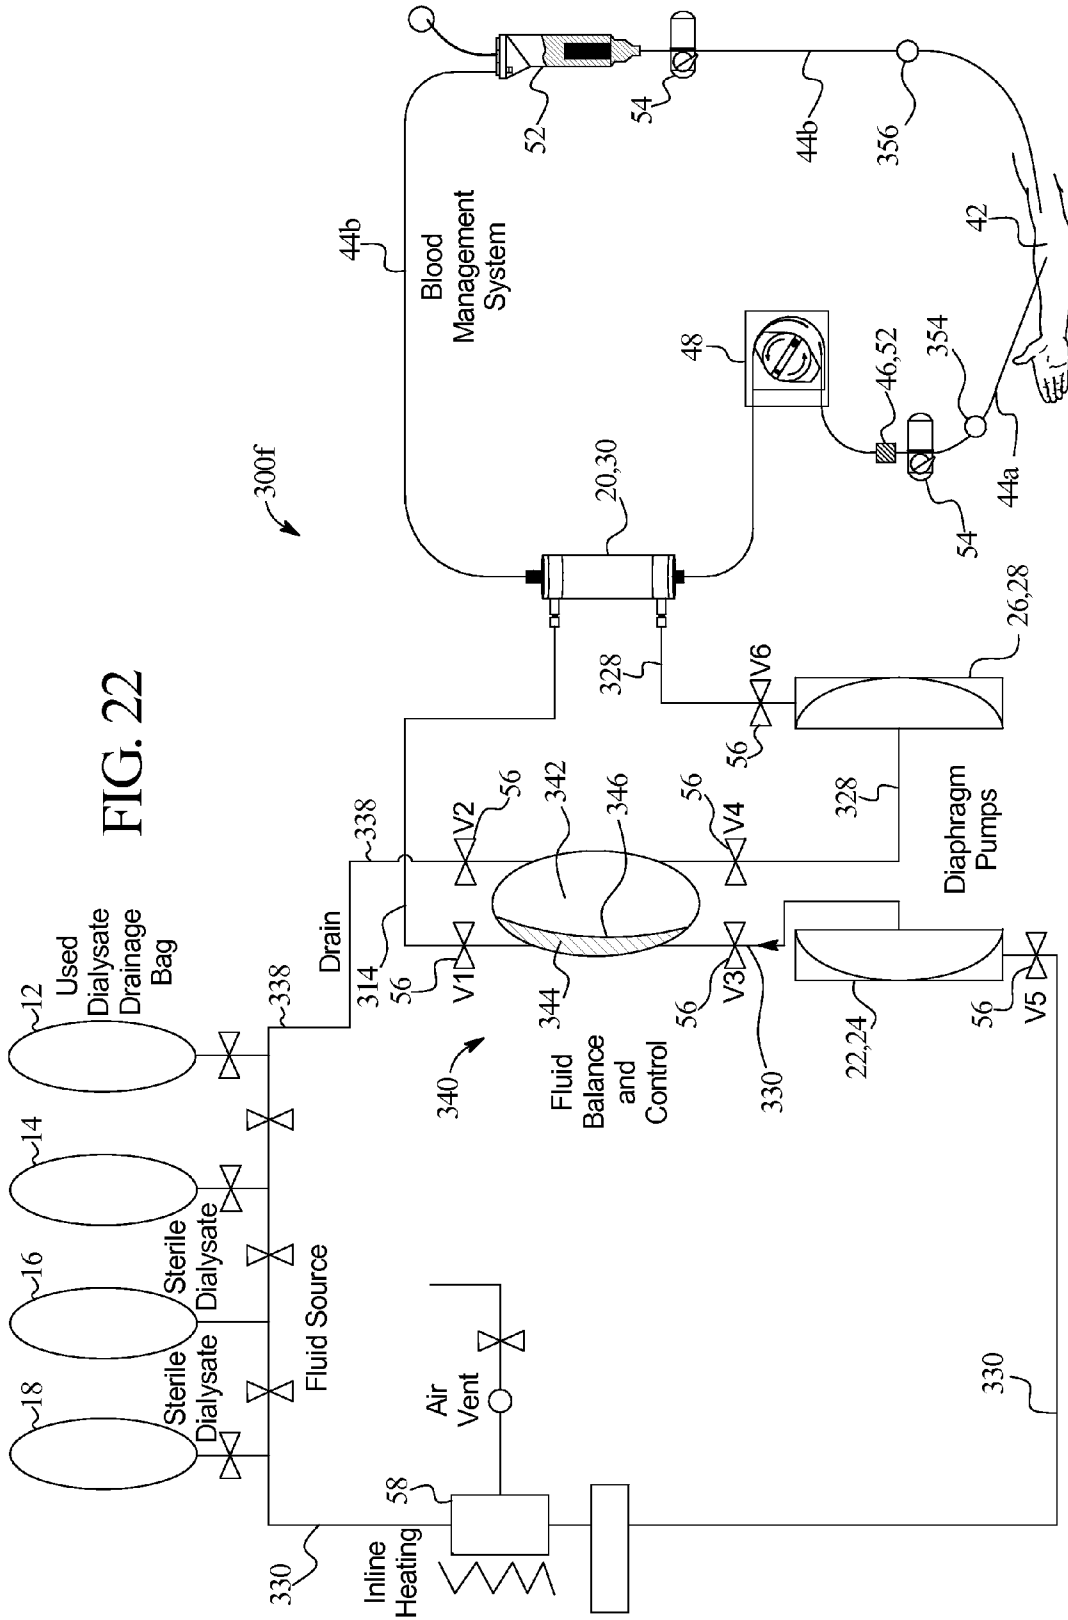 FIG. 22
300f
18
16
14
12
Sterile
Dialysate
Sterile
Dialysate
Used
Dialysate
Drainage
Bag
Fluid Source
338
Drain
338
330
Inline
Heating
58
Air
Vent
314
56
V1
V2
56
340
344
342
346
Fluid
Balance
and
Control
56
V3
56
V4
330
22,24
56
V5
330
Diaphragm
Pumps
328
328
56
V6
26,28
20,30
44b
Blood
Management
System
52
54
44b
356
48
46,52
354
54
44a
42